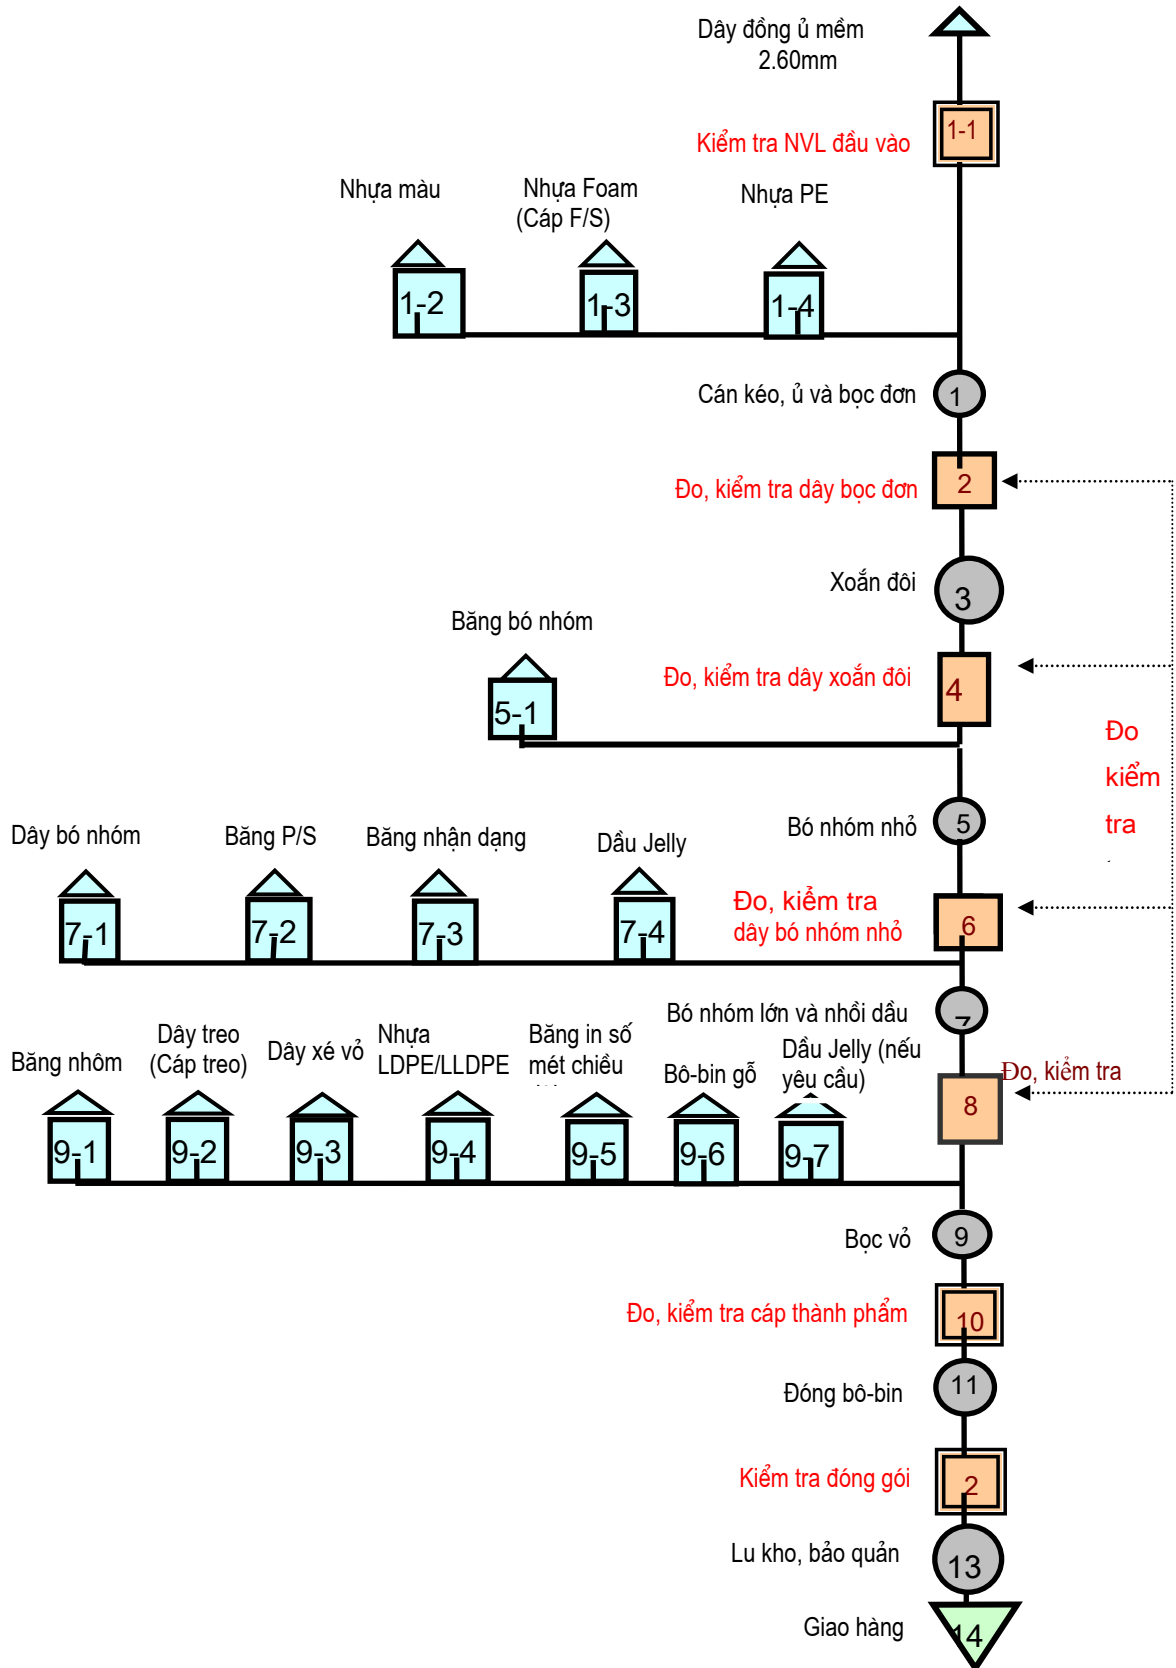 Dây đồng ủ mềm
2.60mm
1-1
Kiểm tra NVL đầu vào
Nhựa màu
Nhựa Foam
(Cáp F/S)
Nhựa PE
1-2
1-3
1-4
Cán kéo, ủ và bọc đơn
1
Đo, kiểm tra dây bọc đơn
2
Xoắn đôi
3
Băng bó nhóm
Đo, kiểm tra dây xoắn đôi
4
5-1
Đo
kiểm
tra
Bó nhóm nhỏ
5
Dây bó nhóm
Băng P/S
Băng nhận dạng
Dầu Jelly
7-1
7-2
7-3
7-4
Đo, kiểm tra
dây bó nhóm nhỏ
6
Bó nhóm lớn và nhồi dầu
7
Băng nhôm
Dây treo
(Cáp treo)
Dây xé vỏ
Nhựa
LDPE/LLDPE
Băng in số
mét chiều
Bô-bin gỗ
Dầu Jelly (nếu
yêu cầu)
Đo, kiểm tra
8
9-1
9-2
9-3
9-4
9-5
9-6
9-7
Bọc vỏ
9
Đo, kiểm tra cáp thành phẩm
10
Đóng bô-bin
11
Kiểm tra đóng gói
2
Lu kho, bảo quản
13
Giao hàng
14